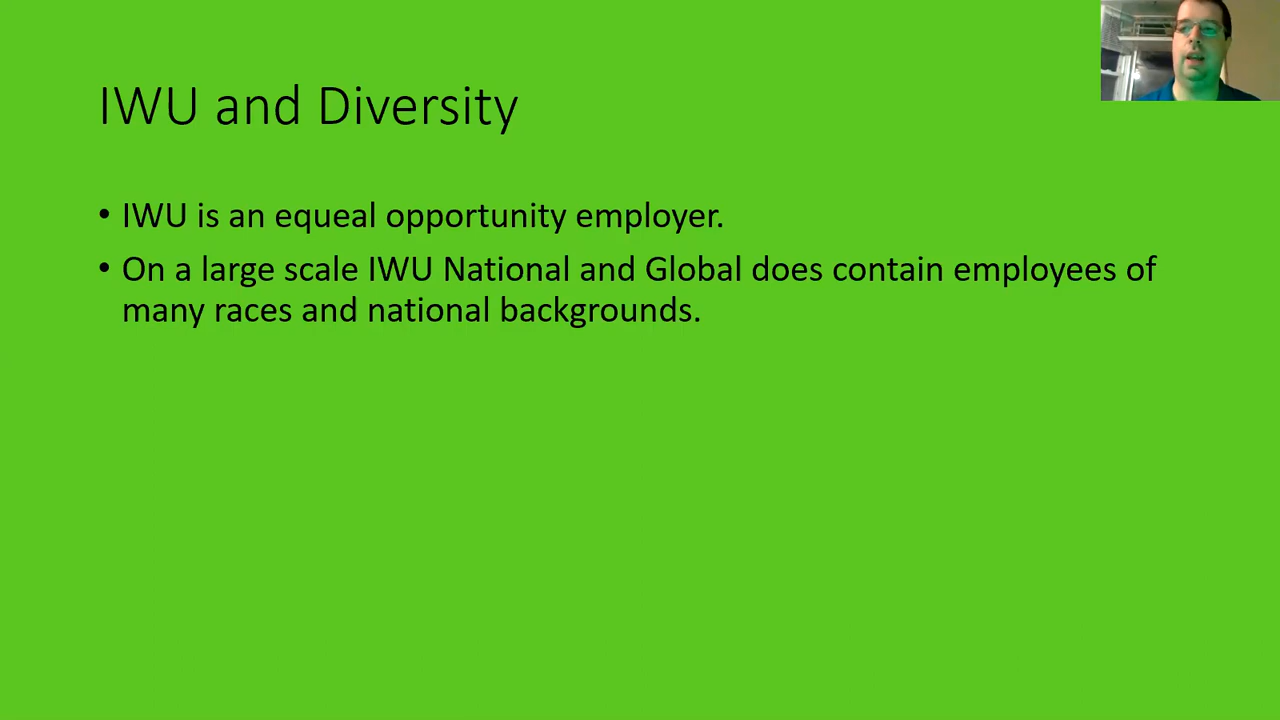 IWU and Diversity
• IWU is an equeal opportunity employer.
• On a large scale IWU National and Global does contain employees of
many races and national backgrounds.